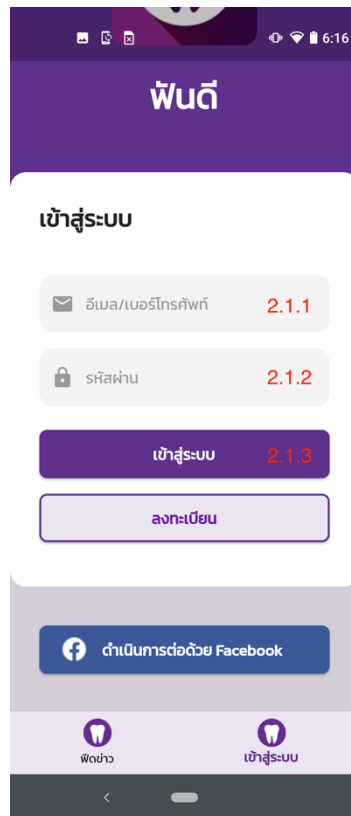 6:16
ฟันดี
เข้าสู่ระบบ
อีเมล/เบอร์โทรศัพท์ 2.1.1
รหัสผ่าน 2.1.2
เข้าสู่ระบบ 2.1.3
ลงทะเบียน
ดำเนินการต่อด้วย Facebook
ฟีดข่าว เข้าสู่ระบบ